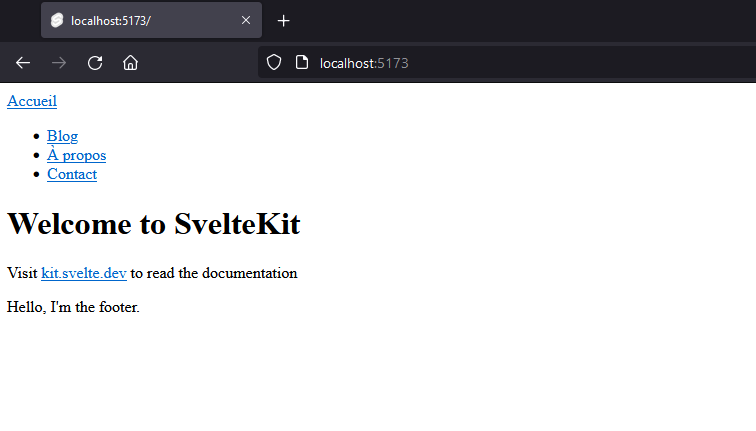 localhost:5173/
localhost:5173
Accueil
Blog
À propos
Contact
Welcome to SvelteKit
Visit kit.svelte.dev to read the documentation
Hello, I'm the footer.